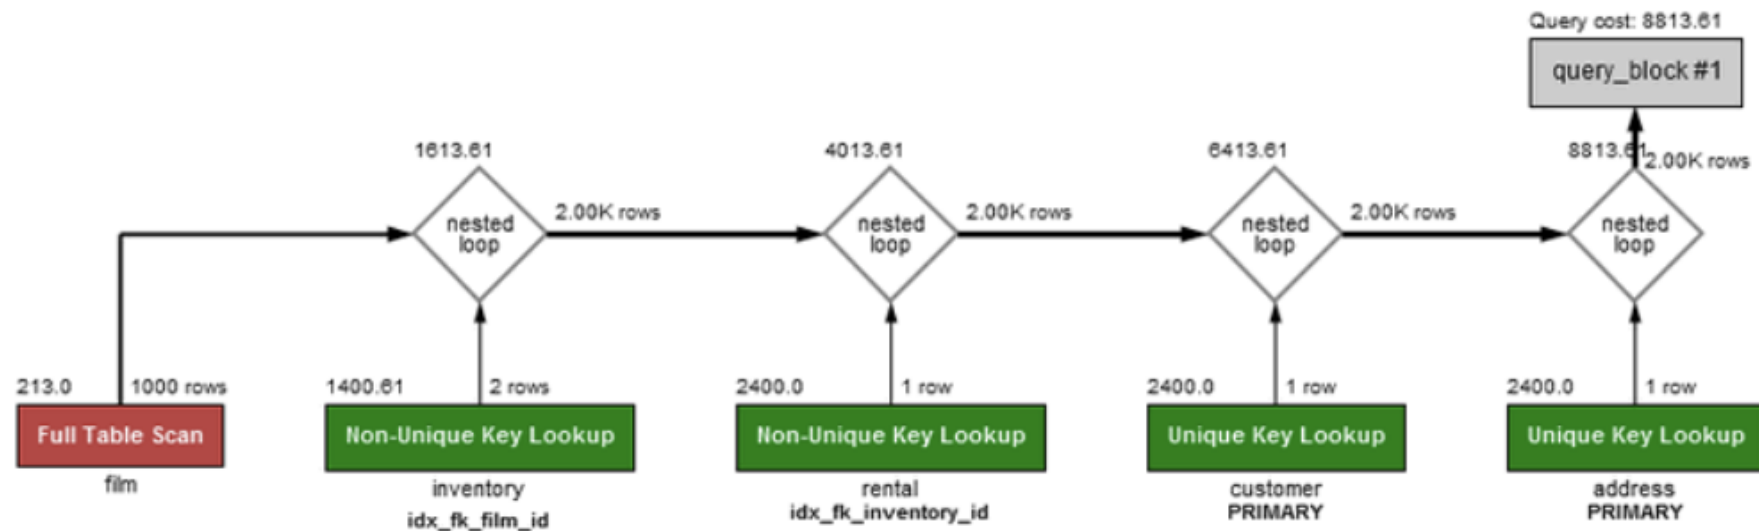 Query cost: 8813.61
query_block #1
1613.61
4013.61
6413.61
8813.61
2.00K rows
nested
loop
2.00K rows
nested
loop
2.00K rows
nested
loop
2.00K rows
nested
loop
213.0
1000 rows
1400.61
2 rows
2400.0
1 row
2400.0
1 row
2400.0
1 row
Full Table Scan
Non-Unique Key Lookup
Non-Unique Key Lookup
Unique Key Lookup
Unique Key Lookup
film
inventory
idx_fk_film_id
rental
idx_fk_inventory_id
customer
PRIMARY
address
PRIMARY